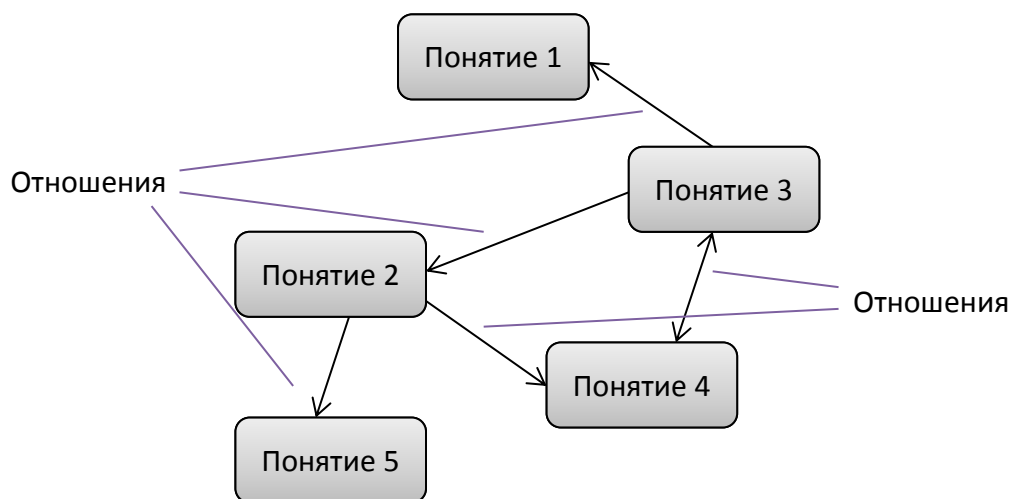 Понятие 1
Понятие 3
Отношения
Понятие 2
Отношения
Понятие 4
Понятие 5